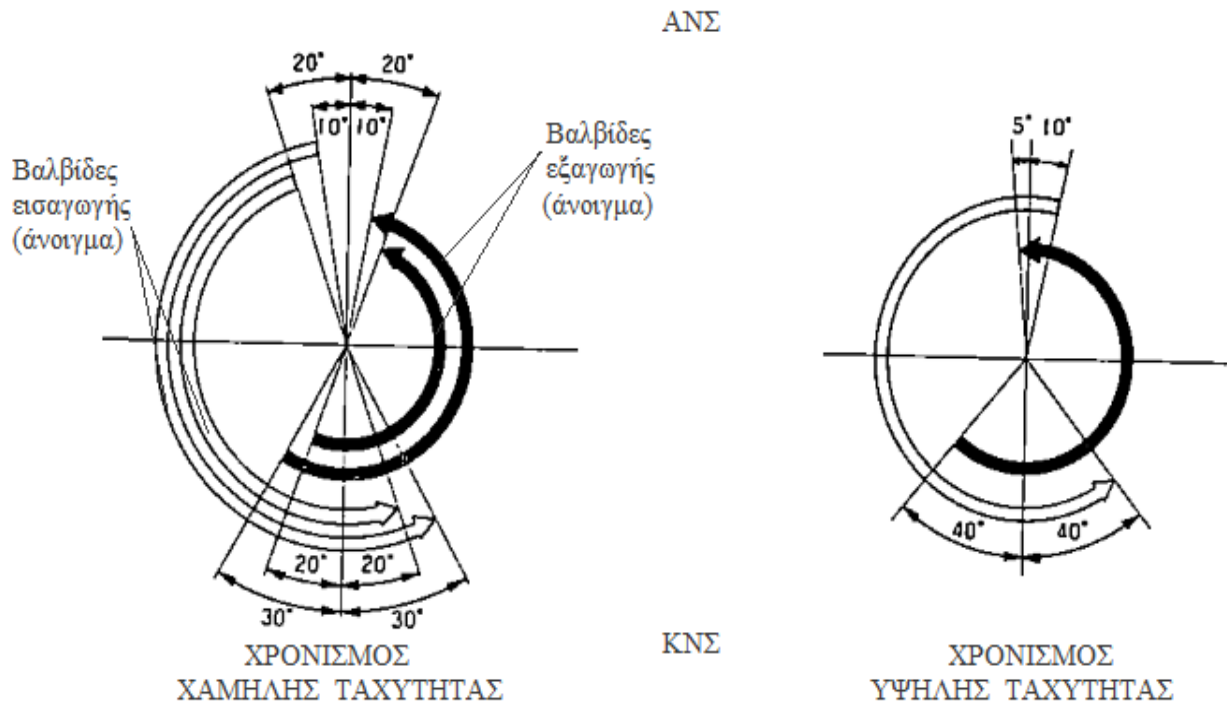 ΑΝΣ
20° 20°
10° 10°
Βαλβίδες
εισαγωγής
(άνοιγμα)
Βαλβίδες
εξαγωγής
(άνοιγμα)
5° 10°
20° 20°
30° 30°
40° 40°
ΚΝΣ
ΧΡΟΝΙΣΜΟΣ
ΧΑΜΗΛΗΣ ΤΑΧΥΤΗΤΑΣ
ΧΡΟΝΙΣΜΟΣ
ΥΨΗΛΗΣ ΤΑΧΥΤΗΤΑΣ